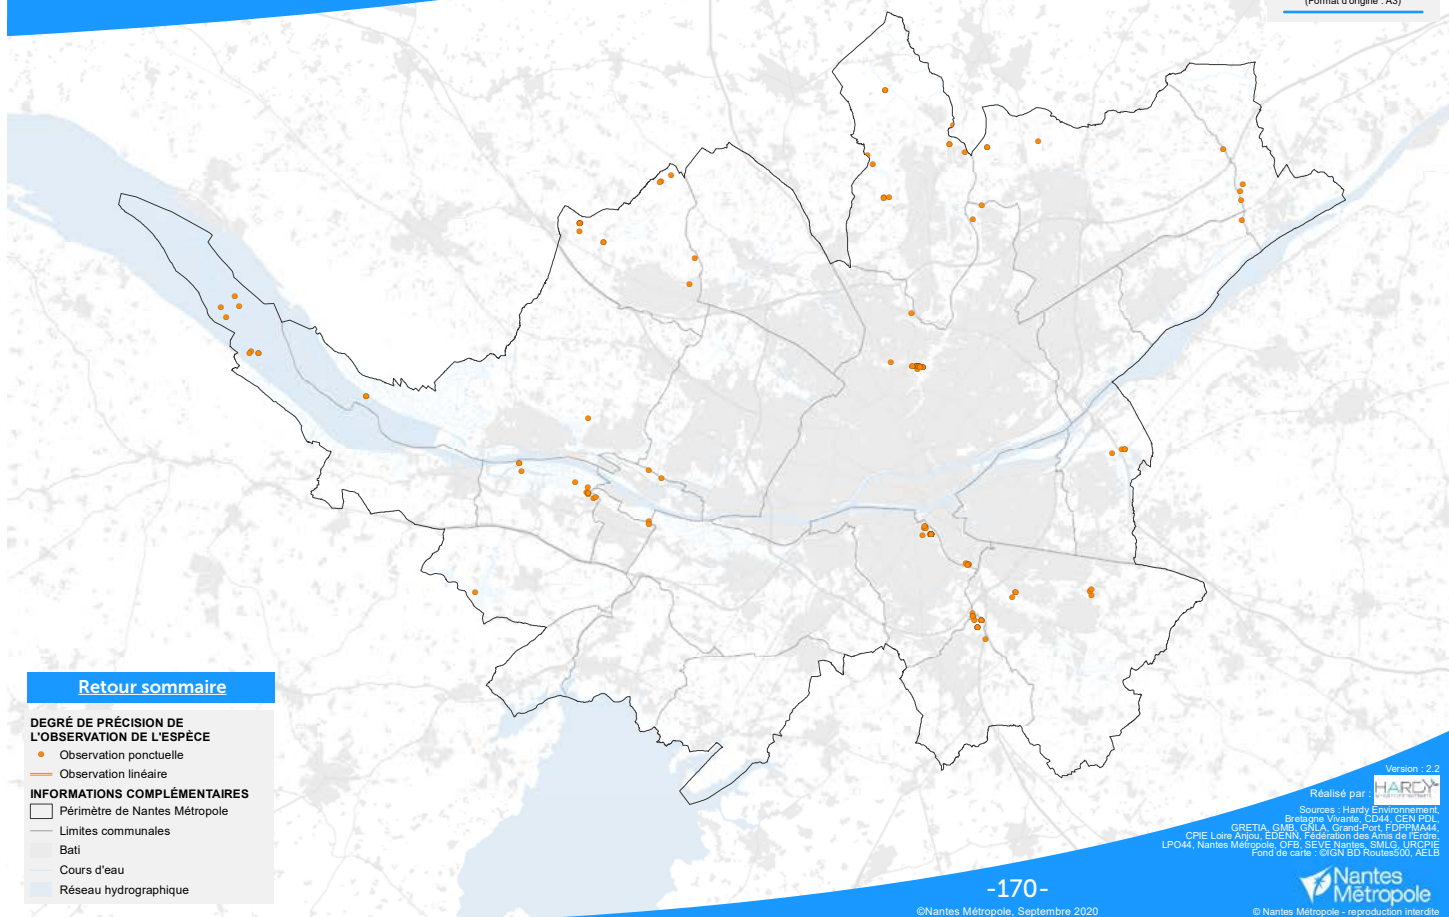 (Format d'origine : A3)
Retour sommaire
DEGRÉ DE PRÉCISION DE
L'OBSERVATION DE L'ESPÈCE
Observation ponctuelle
Observation linéaire
INFORMATIONS COMPLÉMENTAIRES
Périmètre de Nantes Métropole
Limites communales
Bati
Cours d'eau
Réseau hydrographique
Version : 2.2
Réalisé par :
HARDY
environnement
Sources : Hardy Environnement,
Bretagne Vivante, CD44, CEN PDL,
GRETIA, GMB, GNLA, Grand-Port, FDPPMA44,
CPIE Loire Anjou, EDENN, Fédération des Amis de l'Erdre,
LPO44, Nantes Métropole, OFB, SEVE Nantes, SMLG, URCPIE
Fond de carte : ©IGN BD Routes500, AELB
-170-
©Nantes Métropole, Septembre 2020
Nantes
Métropole
© Nantes Métropole - reproduction interdite